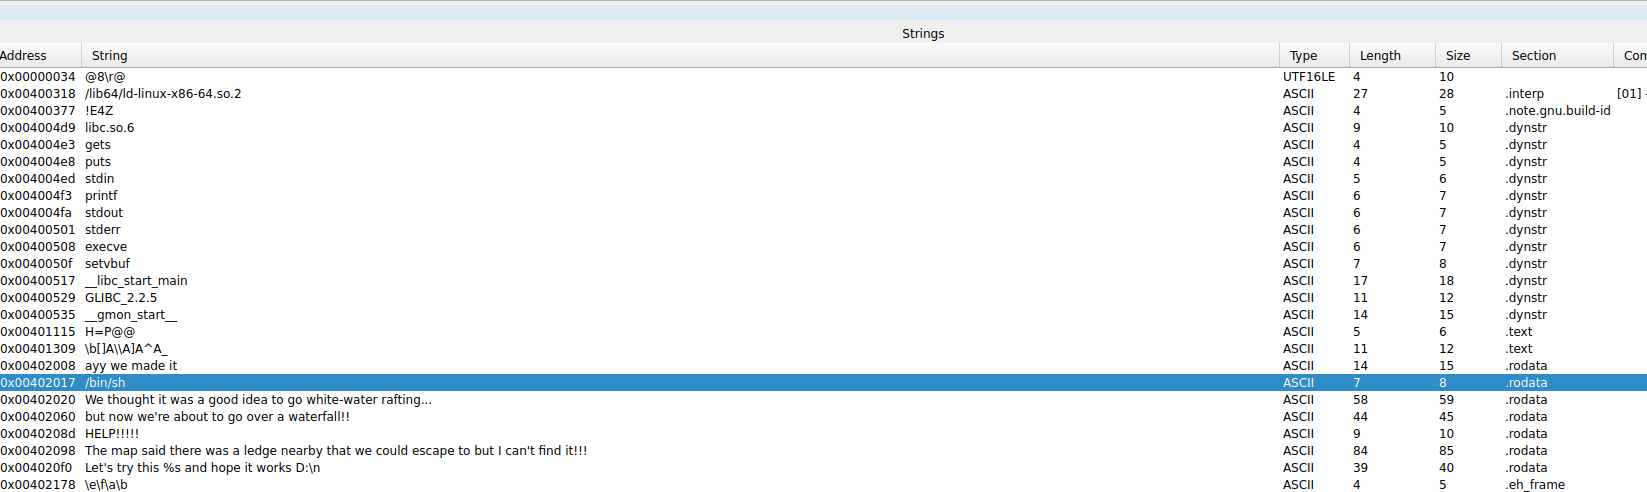 Strings
Address String Type Length Size Section Com
0x00000034 @8\r@ UTF16LE 4 10
0x00400318 /lib64/ld-linux-x86-64.so.2 ASCII 27 28 .interp [01] -
0x00400377 !E4Z ASCII 4 5 .note.gnu.build-id
0x004004d9 libc.so.6 ASCII 9 10 .dynstr
0x004004e3 gets ASCII 4 5 .dynstr
0x004004e8 puts ASCII 4 5 .dynstr
0x004004ed stdin ASCII 5 6 .dynstr
0x004004f3 printf ASCII 6 7 .dynstr
0x004004fa stdout ASCII 6 7 .dynstr
0x00400501 stderr ASCII 6 7 .dynstr
0x00400508 execve ASCII 6 7 .dynstr
0x0040050f setvbuf ASCII 7 8 .dynstr
0x00400517 __libc_start_main ASCII 17 18 .dynstr
0x00400529 GLIBC_2.2.5 ASCII 11 12 .dynstr
0x00400535 __gmon_start__ ASCII 14 15 .dynstr
0x00401115 H=P@@ ASCII 5 6 .text
0x00401309 \b[]A\\A]A^A_ ASCII 11 12 .text
0x00402008 ayy we made it ASCII 14 15 .rodata
0x00402017 /bin/sh ASCII 7 8 .rodata
0x00402020 We thought it was a good idea to go white-water rafting... ASCII 58 59 .rodata
0x00402060 but now we're about to go over a waterfall!! ASCII 44 45 .rodata
0x0040208d HELP!!!!! ASCII 9 10 .rodata
0x00402098 The map said there was a ledge nearby that we could escape to but I can't find it!!! ASCII 84 85 .rodata
0x004020f0 Let's try this %s and hope it works D:\n ASCII 39 40 .rodata
0x00402178 \e\f\a\b ASCII 4 5 .eh_frame